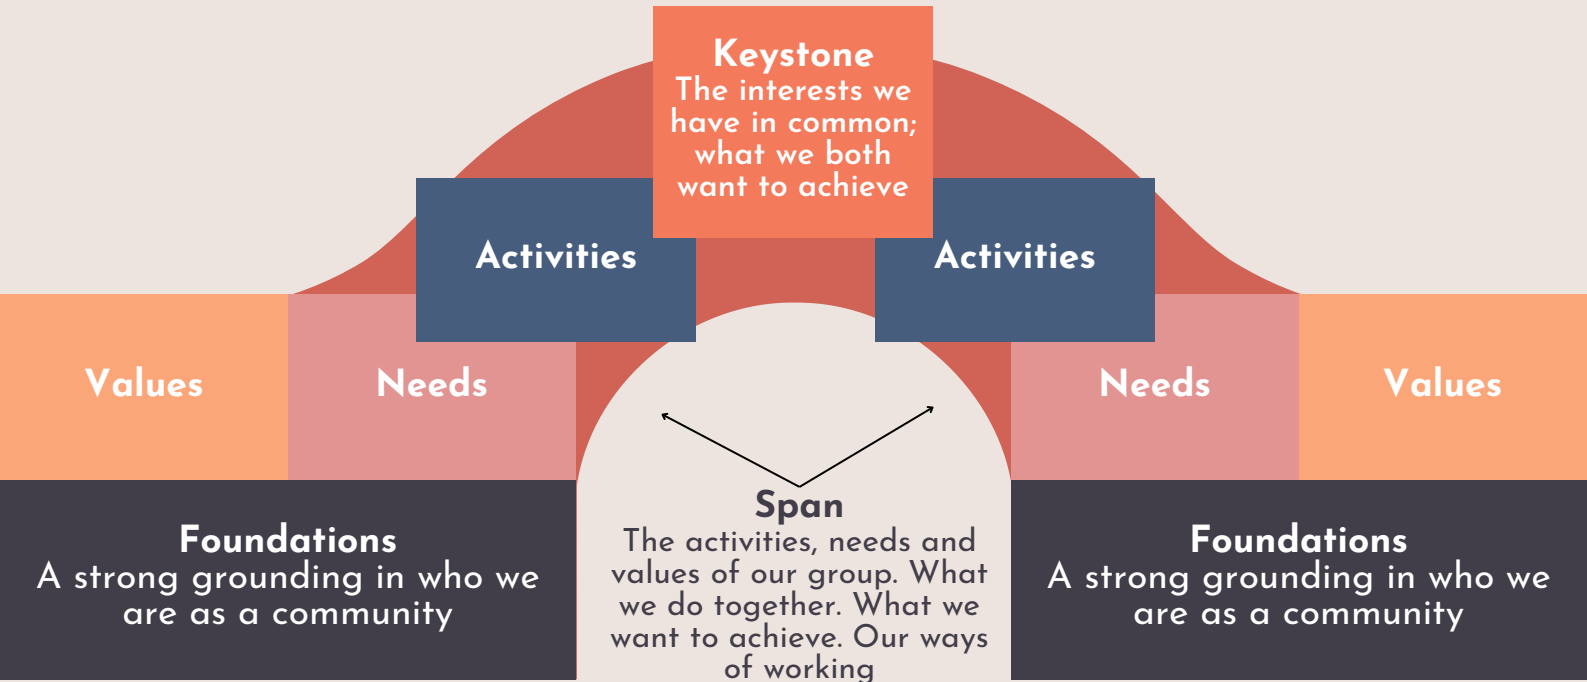 Keystone
The interests we
have in common;
what we both
want to achieve
Activities
Activities
Values
Needs
Needs
Values
Foundations
A strong grounding in who we
are as a community
Span
The activities, needs and
values of our group. What
we do together. What we
want to achieve. Our ways
of working
Foundations
A strong grounding in who we
are as a community